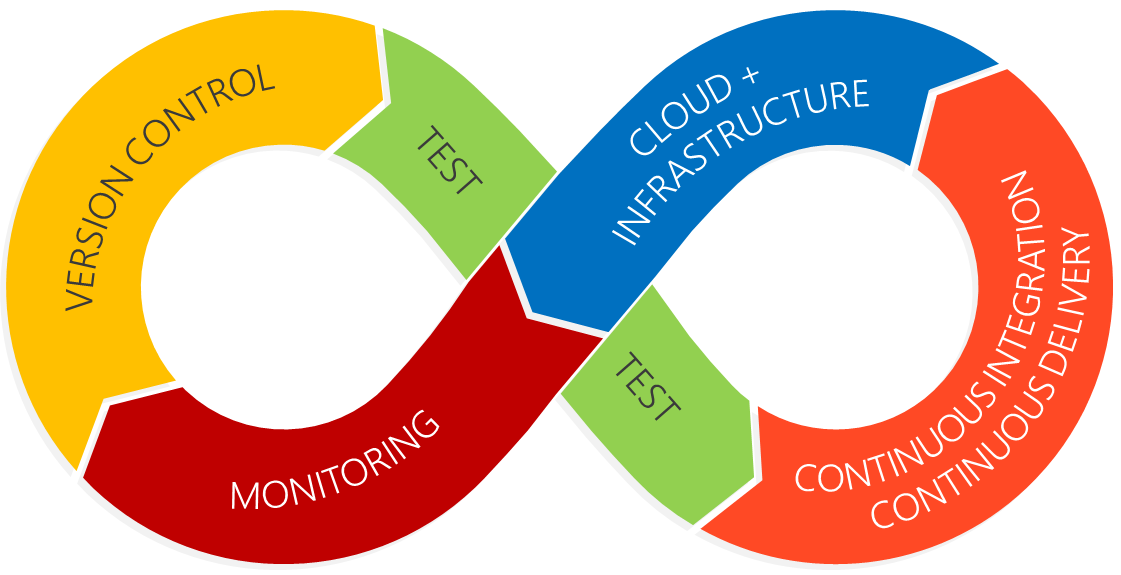 VERSION CONTROL
TEST
CLOUD +
INFRASTRUCTURE
CONTINUOUS INTEGRATION
CONTINUOUS DELIVERY
TEST
MONITORING